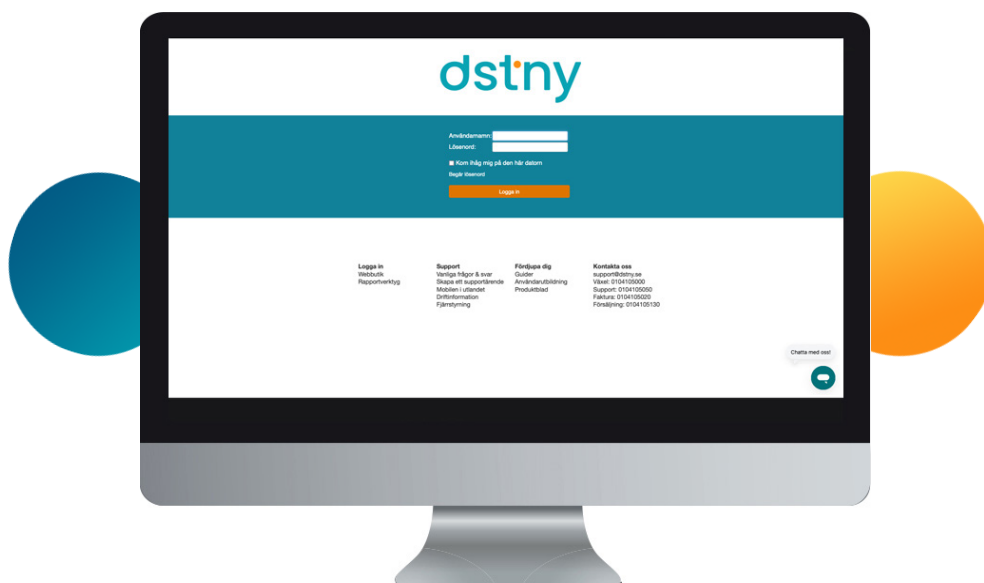 dstny
Användarnamn:
Lösenord:
Kom ihåg mig på den här datorn
Begär lösenord
Logga in
Logga in
Webbutik
Rapportverktyg
Support
Vanliga frågor & svar
Skapa ett supportärende
Mobilen i utlandet
Driftinformation
Fjärrstyrning
Fördjupa dig
Guider
Användarutbildning
Produktblad
Kontakta oss
support@dstny.se
Växel: 0104105000
Support: 0104105050
Faktura: 0104105020
Försäljning: 0104105130
Chatta med oss!